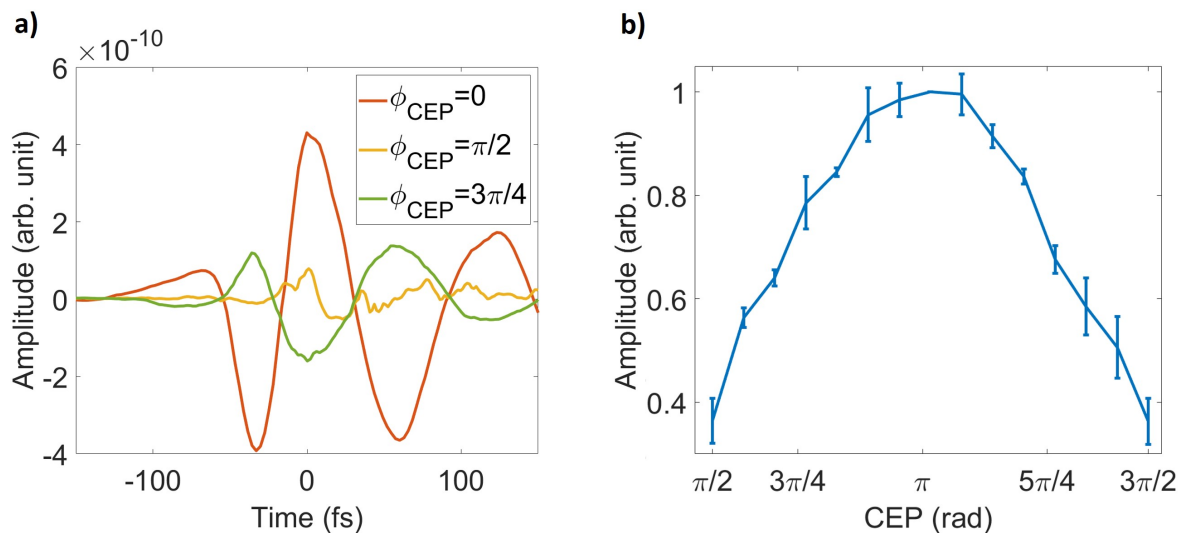 a)
×10⁻¹⁰
6
4
2
0
-2
-4
Amplitude (arb. unit)
-100
0
100
Time (fs)
ϕCEP=0
ϕCEP=π/2
ϕCEP=3π/4
b)
1
0.8
0.6
0.4
Amplitude (arb. unit)
π/2
3π/4
π
5π/4
3π/2
CEP (rad)